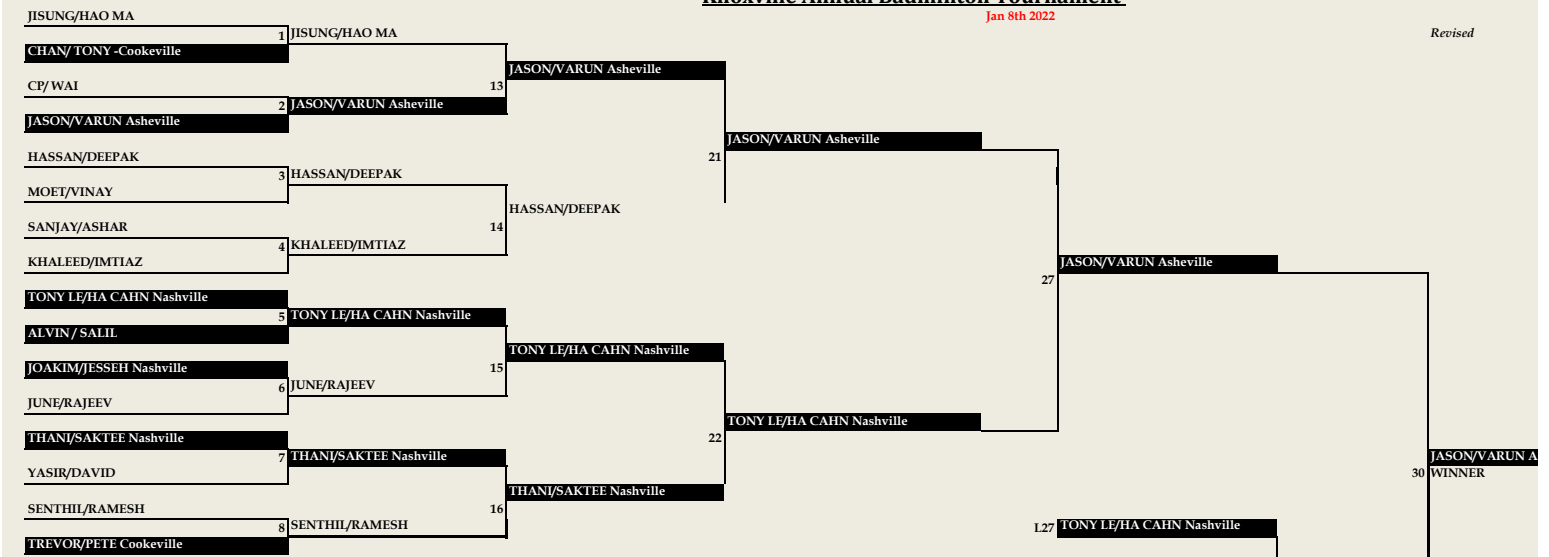 Knoxville Annual Badminton Tournament
JISUNG/HAO MA
Jan 8th 2022
1 JISUNG/HAO MA
Revised
CHAN/ TONY -Cookeville
JASON/VARUN Asheville
CP/ WAI
13
2 JASON/VARUN Asheville
JASON/VARUN Asheville
JASON/VARUN Asheville
HASSAN/DEEPAK
21
3 HASSAN/DEEPAK
MOET/VINAY
HASSAN/DEEPAK
SANJAY/ASHAR
14
4 KHALEED/IMTIAZ
KHALEED/IMTIAZ
JASON/VARUN Asheville
27
TONY LE/HA CAHN Nashville
5 TONY LE/HA CAHN Nashville
ALVIN / SALIL
TONY LE/HA CAHN Nashville
JOAKIM/JESSEH Nashville
15
6 JUNE/RAJEEV
JUNE/RAJEEV
TONY LE/HA CAHN Nashville
THANI/SAKTEE Nashville
22
7 THANI/SAKTEE Nashville
JASON/VARUN A
YASIR/DAVID
30 WINNER
THANI/SAKTEE Nashville
SENTHIL/RAMESH
16
8 SENTHIL/RAMESH
L27 TONY LE/HA CAHN Nashville
TREVOR/PETE Cookeville